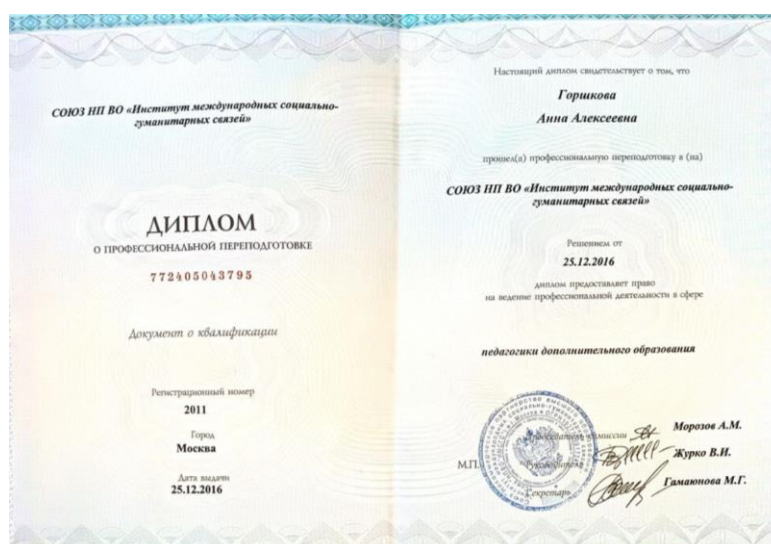 СОЮЗ НП ВО «Институт международных социально-
гуманитарных связей»
ДИПЛОМ
О ПРОФЕССИОНАЛЬНОЙ ПЕРЕПОДГОТОВКЕ
772405043795
Документ о квалификации
Регистрационный номер
2011
Город
Москва
Дата выдачи
25.12.2016
Настоящий диплом свидетельствует о том, что
Горшкова
Анна Алексеевна
прошел(а) профессиональную переподготовку в (на)
СОЮЗ НП ВО «Институт международных социально-
гуманитарных связей»
Решением от
25.12.2016
диплом предоставляет право
на ведение профессиональной деятельности в сфере
педагогики дополнительного образования
Председатель комиссии Морозов А.М.
М.П. Руководитель Журко В.И.
Секретарь Гамаюнова М.Г.